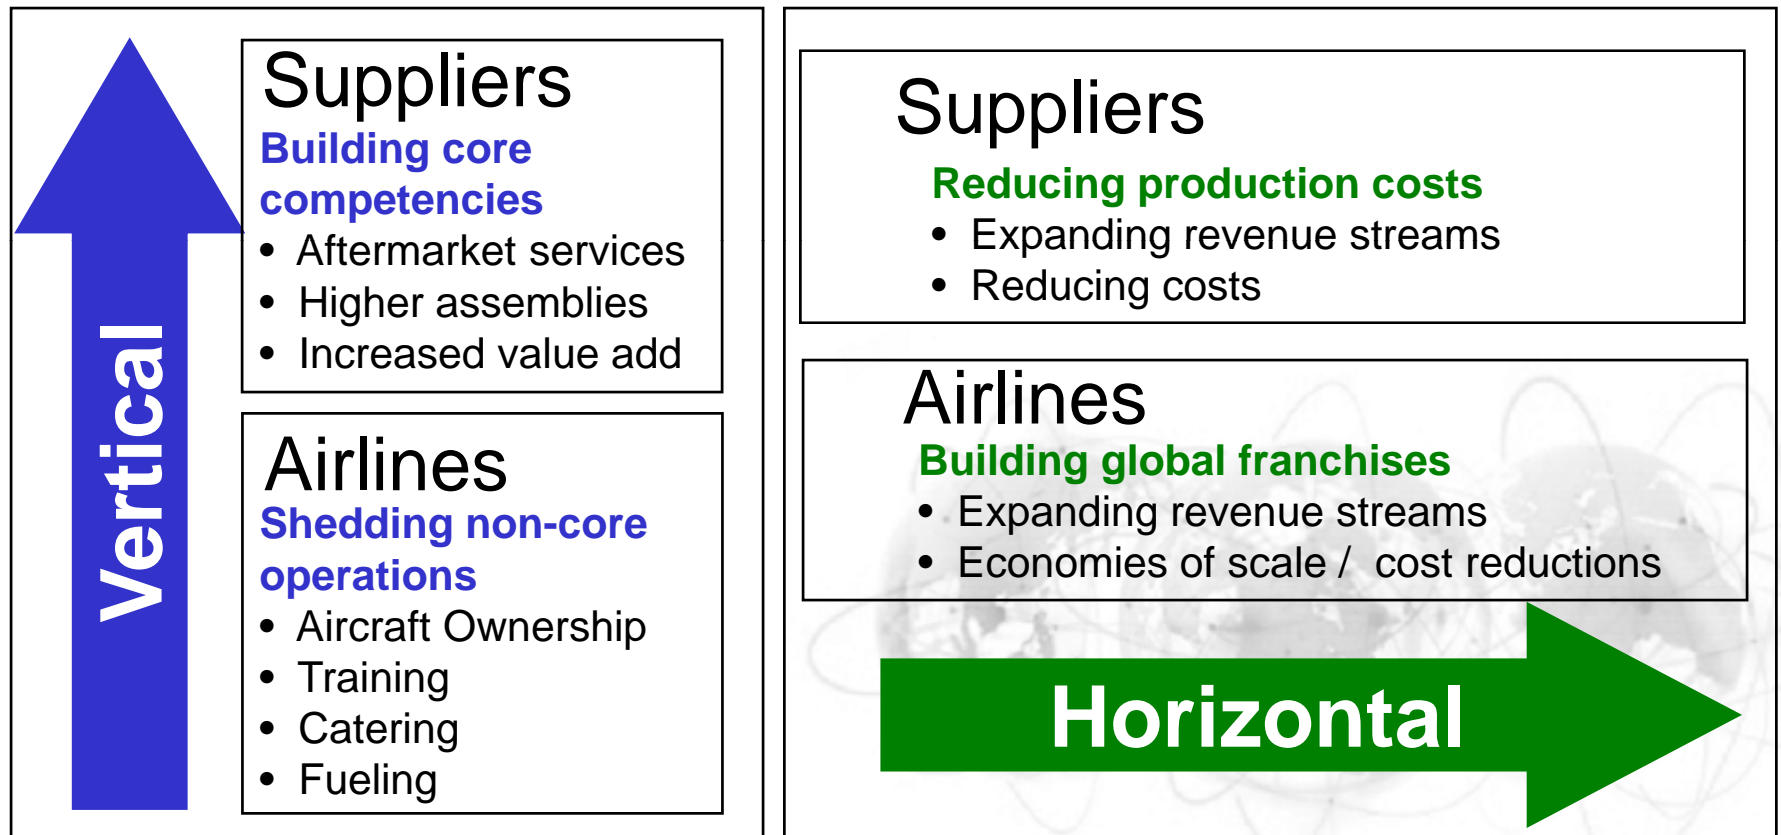 Vertical
Suppliers
Building core
competencies
• Aftermarket services
• Higher assemblies
• Increased value add
Airlines
Shedding non-core
operations
• Aircraft Ownership
• Training
• Catering
• Fueling
Suppliers
Reducing production costs
• Expanding revenue streams
• Reducing costs
Airlines
Building global franchises
• Expanding revenue streams
• Economies of scale / cost reductions
Horizontal